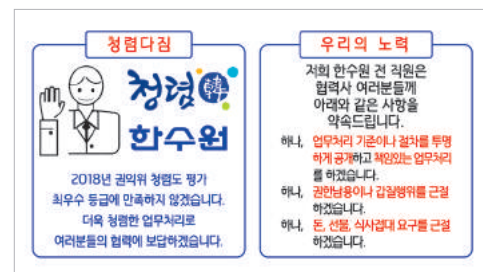 청렴다짐
청렴 韓
한수원
2018년 권익위 청렴도 평가
최우수 등급에 만족하지 않겠습니다.
더욱 청렴한 업무처리로
여러분들의 협력에 보답하겠습니다.
우리의 노력
저희 한수원 전 직원은
협력사 여러분들께
아래와 같은 사항을
약속드립니다.
하나, 업무처리 기준이나 절차를 투명
하게 공개하고 책임있는 업무처리
를 하겠습니다.
하나, 권한남용이나 갑질행위를 근절
하겠습니다.
하나, 돈, 선물, 식사접대 요구를 근절
하겠습니다.